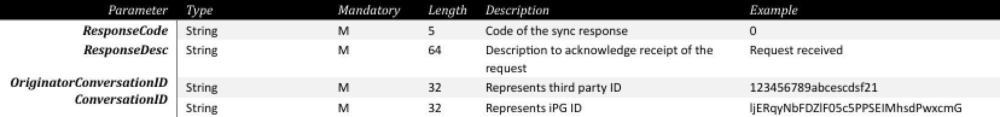 Parameter Type Mandatory Length Description Example
ResponseCode String M 5 Code of the sync response 0
ResponseDesc String M 64 Description to acknowledge receipt of the Request received
request
OriginatorConversationID String M 32 Represents third party ID 123456789abcescdsf21
ConversationID String M 32 Represents iPG ID ljERqyNbFDZlF05c5PPSEIMhsdPwxcmG